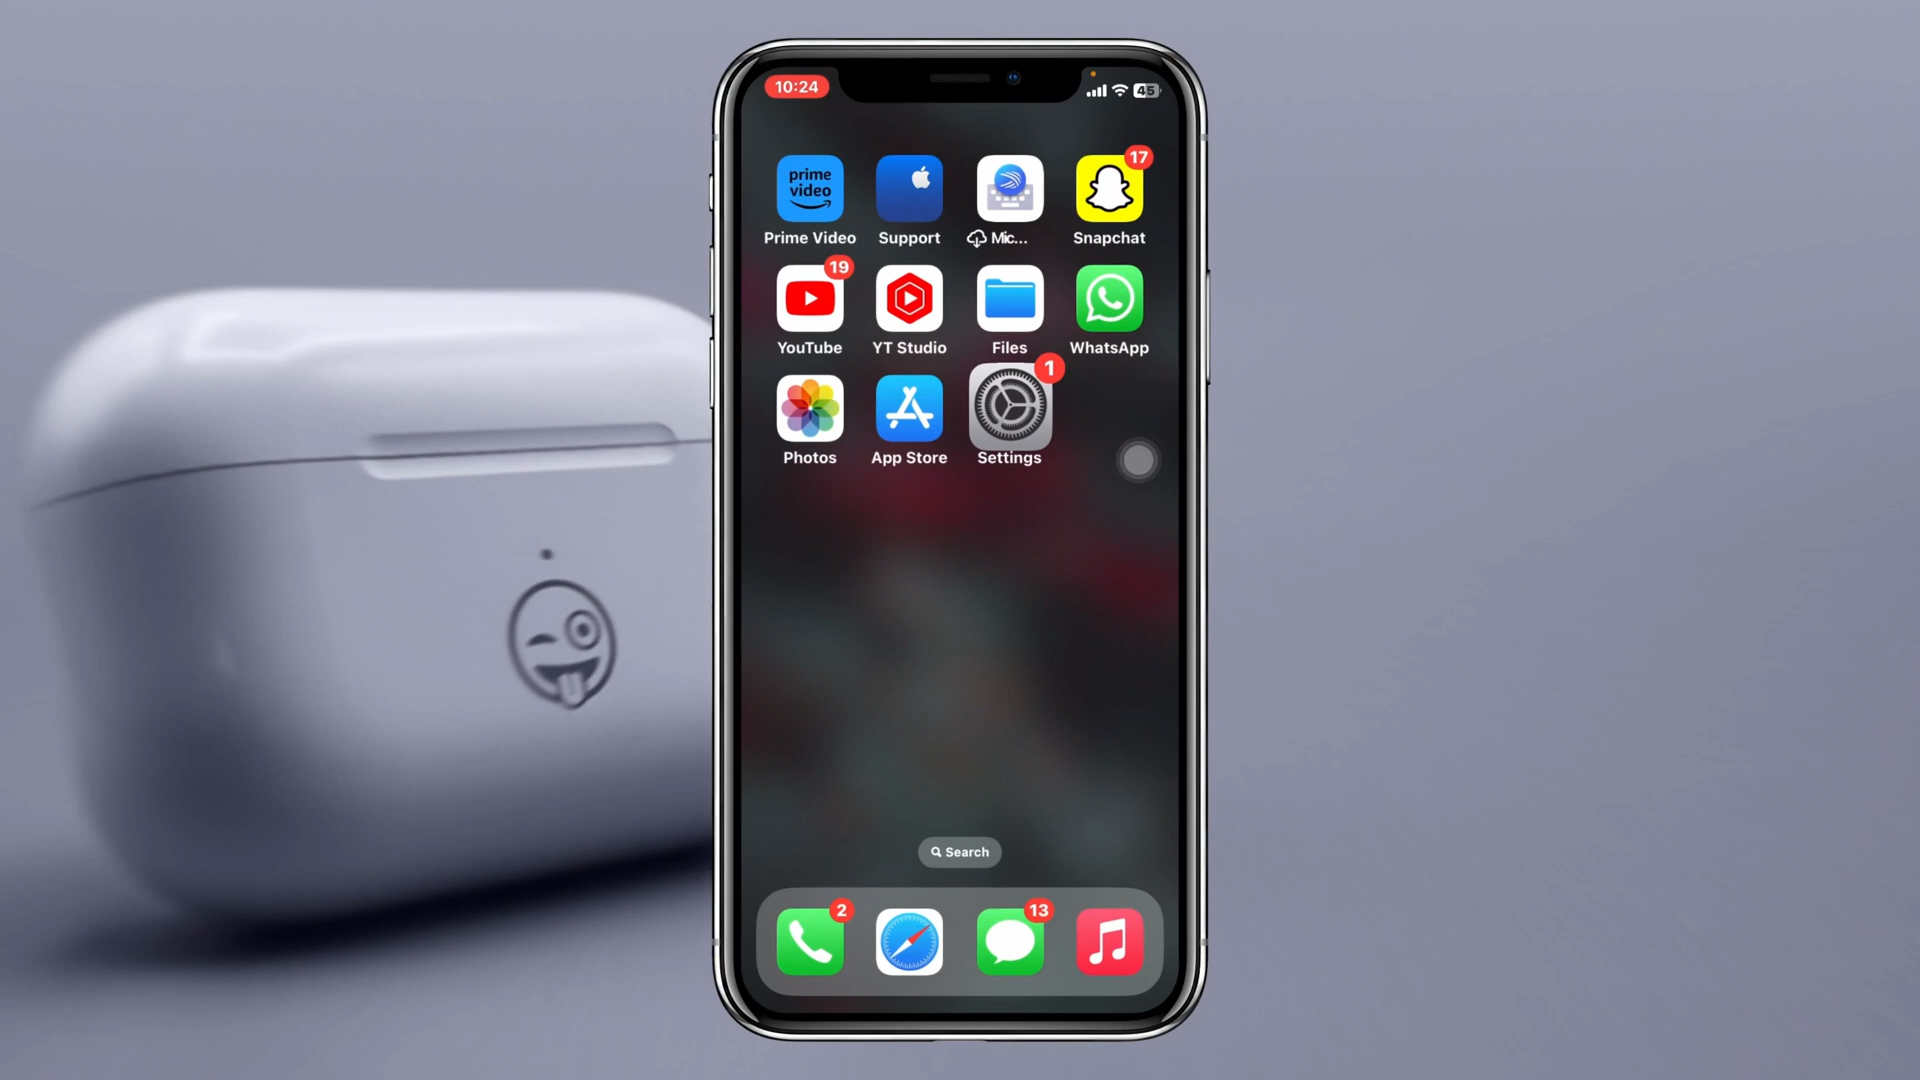 10:24
45
prime
video
17
Prime Video
Support
Mic...
Snapchat
19
YouTube
YT Studio
Files
WhatsApp
1
Photos
App Store
Settings
Search
2
13